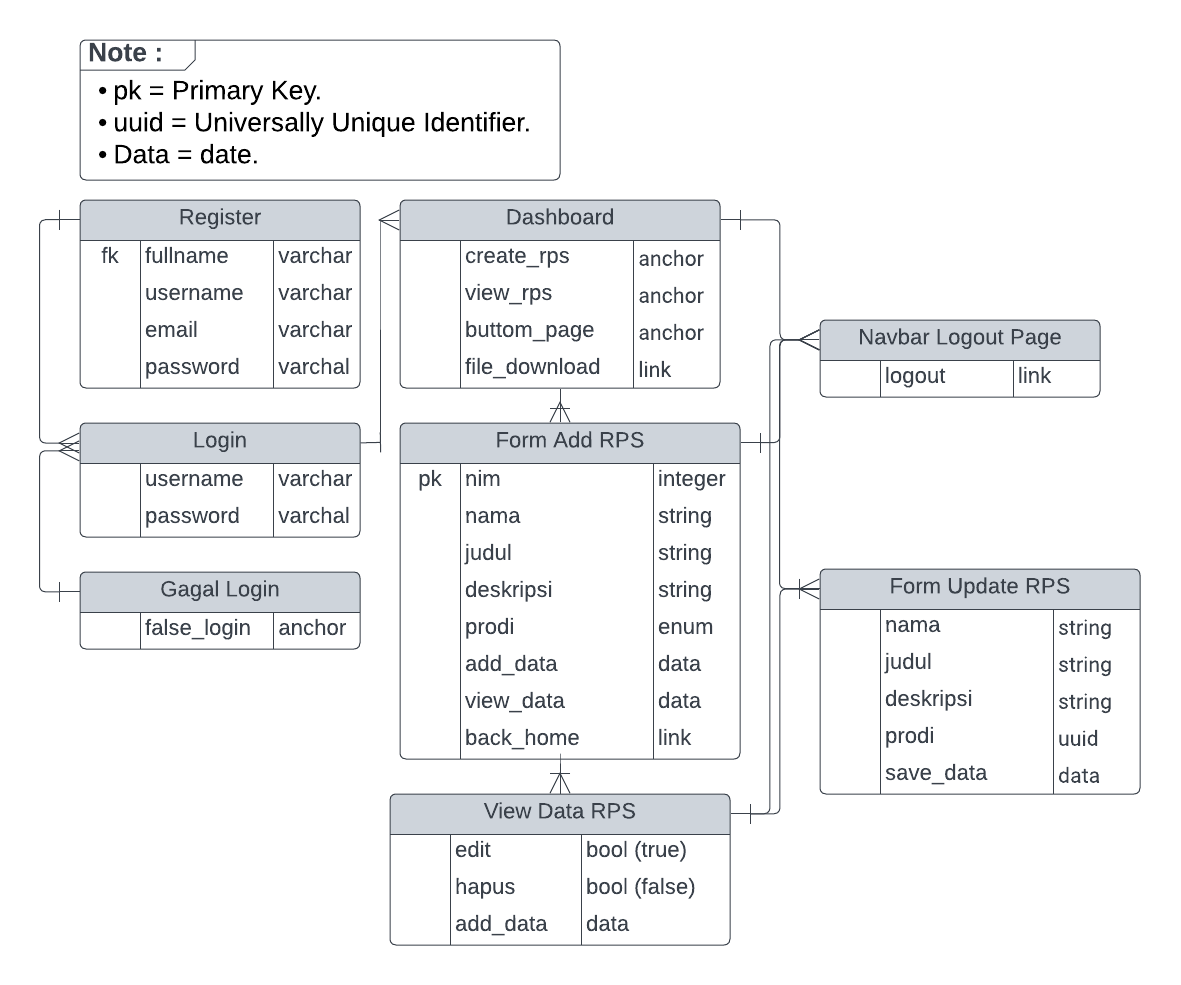 Note :
• pk = Primary Key.
• uuid = Universally Unique Identifier.
• Data = date.
Register
fk fullname varchar
username varchar
email varchar
password varchal
Login
username varchar
password varchal
Gagal Login
false_login anchor
Dashboard
create_rps anchor
view_rps anchor
buttom_page anchor
file_download link
Form Add RPS
pk nim integer
nama string
judul string
deskripsi string
prodi enum
add_data data
view_data data
back_home link
View Data RPS
edit bool (true)
hapus bool (false)
add_data data
Navbar Logout Page
logout link
Form Update RPS
nama string
judul string
deskripsi string
prodi uuid
save_data data